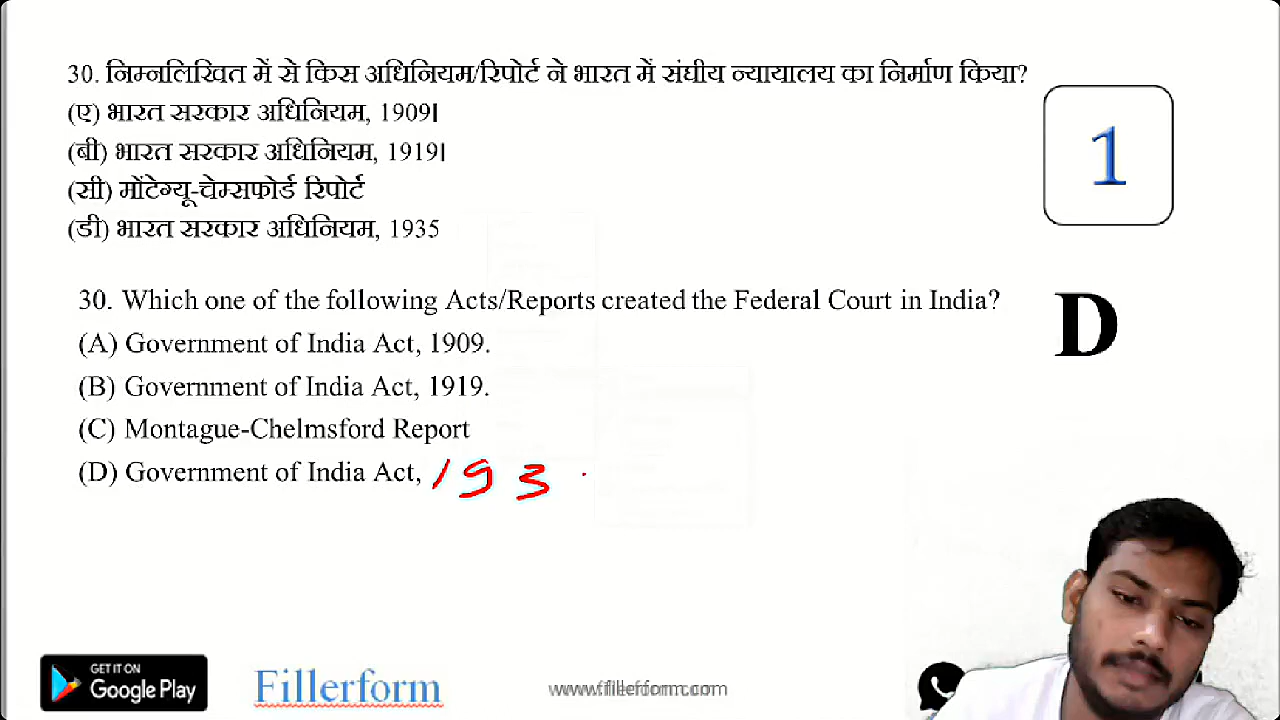 30. निम्नलिखित में से किस अधिनियम/रिपोर्ट ने भारत में संघीय न्यायालय का निर्माण किया?
(ए) भारत सरकार अधिनियम, 1909।
(बी) भारत सरकार अधिनियम, 1919।
(सी) मोंटेग्यू-चेम्सफोर्ड रिपोर्ट
(डी) भारत सरकार अधिनियम, 1935
1
30. Which one of the following Acts/Reports created the Federal Court in India?
(A) Government of India Act, 1909.
(B) Government of India Act, 1919.
(C) Montague-Chelmsford Report
(D) Government of India Act, 193
D
GET IT ON
Google Play
Fillerform